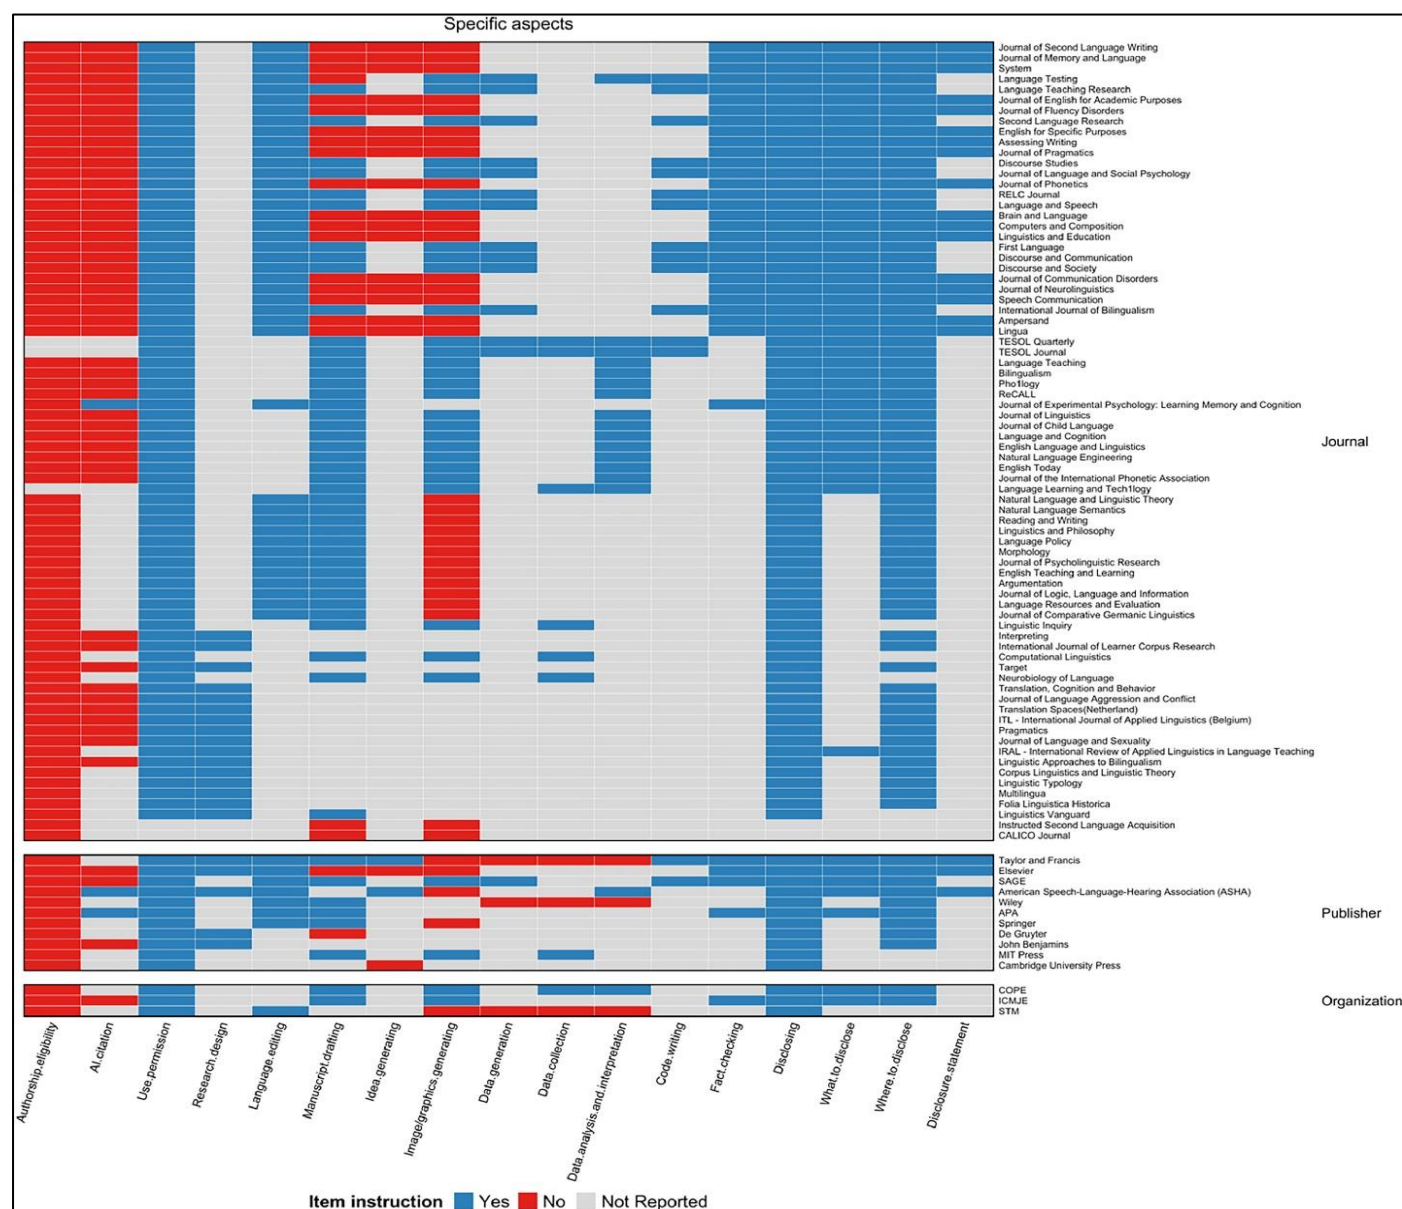 Specific aspects
Journal of Second Language Writing
Journal of Memory and Language
System
Language Testing
Language Teaching Research
Journal of English for Academic Purposes
Journal of Fluency Disorders
Second Language Research
English for Specific Purposes
Assessing Writing
Journal of Pragmatics
Discourse Studies
Journal of Language and Social Psychology
Journal of Phonetics
RELC Journal
Language and Speech
Brain and Language
Computers and Composition
Linguistics and Education
First Language
Discourse and Communication
Discourse and Society
Journal of Communication Disorders
Journal of Neurolinguistics
Speech Communication
International Journal of Bilingualism
Ampersand
Lingua
TESOL Quarterly
TESOL Journal
Language Teaching
Bilingualism
Pho1logy
ReCALL
Journal of Experimental Psychology: Learning Memory and Cognition
Journal of Linguistics
Journal of Child Language
Language and Cognition
English Language and Linguistics
Journal
Natural Language Engineering
English Today
Journal of the International Phonetic Association
Language Learning and Tech1logy
Natural Language and Linguistic Theory
Natural Language Semantics
Reading and Writing
Linguistics and Philosophy
Language Policy
Morphology
Journal of Psycholinguistic Research
English Teaching and Learning
Argumentation
Journal of Logic, Language and Information
Language Resources and Evaluation
Journal of Comparative Germanic Linguistics
Linguistic Inquiry
Interpreting
International Journal of Learner Corpus Research
Computational Linguistics
Target
Neurobiology of Language
Translation, Cognition and Behavior
Journal of Language Aggression and Conflict
Translation Spaces(Netherland)
ITL - International Journal of Applied Linguistics (Belgium)
Pragmatics
Journal of Language and Sexuality
IRAL - International Review of Applied Linguistics in Language Teaching
Linguistic Approaches to Bilingualism
Corpus Linguistics and Linguistic Theory
Linguistic Typology
Multilingua
Folia Linguistica Historica
Linguistics Vanguard
Instructed Second Language Acquisition
CALICO Journal
Taylor and Francis
Elsevier
SAGE
American Speech-Language-Hearing Association (ASHA)
Wiley
APA
Publisher
Springer
De Gruyter
John Benjamins
MIT Press
Cambridge University Press
COPE
ICMJE
Organization
STM
Authorship.eligibility
AI.citation
Use.permission
Research.design
Language.editing
Manuscript.drafting
Idea.generating
Image/graphics.generating
Data.generation
Data.collection
Data.analysis.and.interpretation
Code.writing
Fact.checking
Disclosing
What.to.disclose
Where.to.disclose
Disclosure.statement
Item instruction Yes No Not Reported